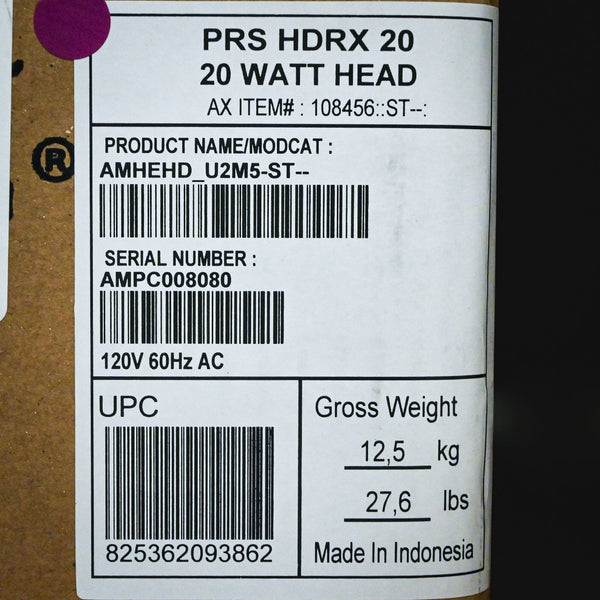 PRS HDRX 20
20 WATT HEAD
AX ITEM# : 108456::ST--:
PRODUCT NAME/MODCAT :
AMHEHD_U2M5-ST--
SERIAL NUMBER :
AMPC008080
120V 60Hz AC
UPC
825362093862
Gross Weight
12,5 kg
27,6 lbs
Made In Indonesia
®